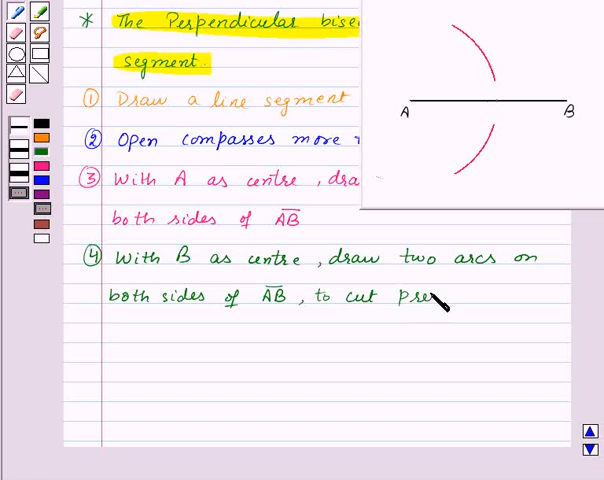 * The Perpendicular
segment.
① Draw a line segment
② Open compasses more
③ With A as centre, dra
both sides of AB
④ With B as centre, draw two arcs on
both sides of AB, to cut pre
A B